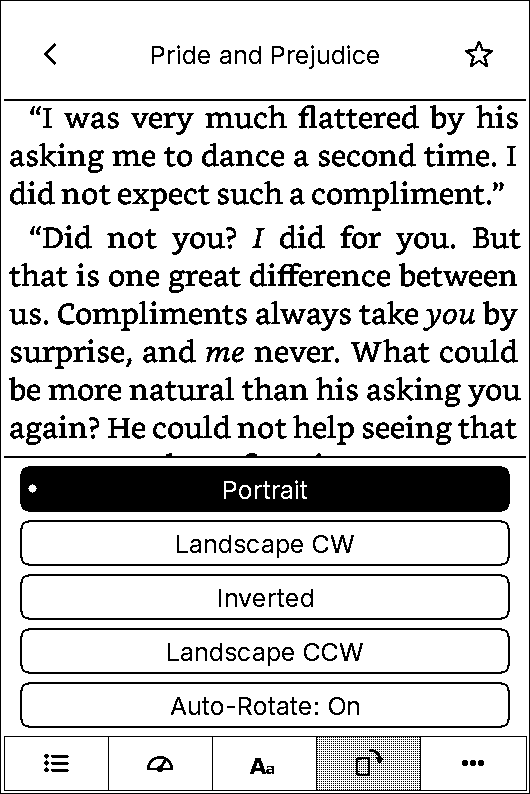 Pride and Prejudice
“I was very much flattered by his
asking me to dance a second time. I
did not expect such a compliment.”
“Did not you? I did for you. But
that is one great difference between
us. Compliments always take you by
surprise, and me never. What could
be more natural than his asking you
again? He could not help seeing that
Portrait
Landscape CW
Inverted
Landscape CCW
Auto-Rotate: On
Aa